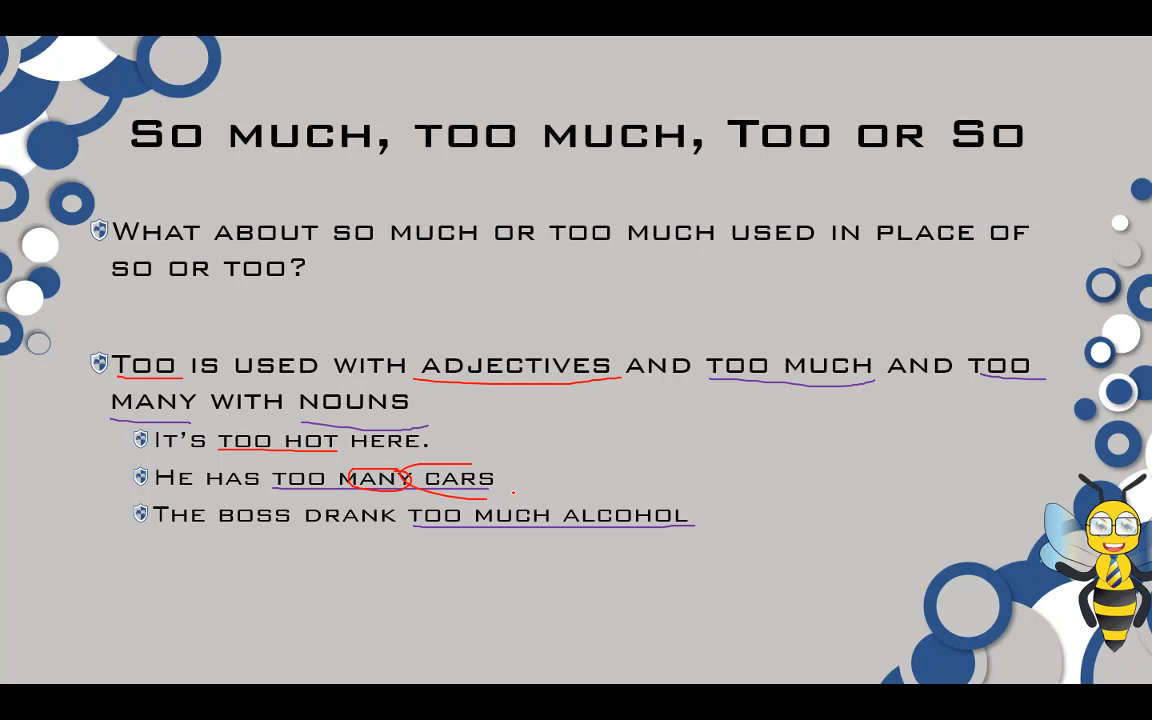 So much, too much, Too or So
What about so much or too much used in place of
so or too?
Too is used with adjectives and too much and too
many with nouns
It's too hot here.
He has too many cars
The boss drank too much alcohol